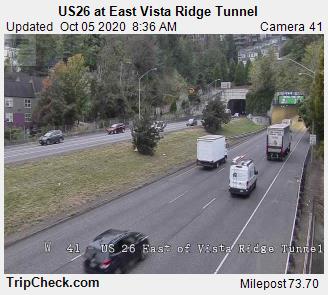 US26 at East Vista Ridge Tunnel
Updated Oct 05 2020 8:36 AM Camera 41
W 41 US 26 East of Vista Ridge Tunnel
TripCheck.com Milepost 73.70